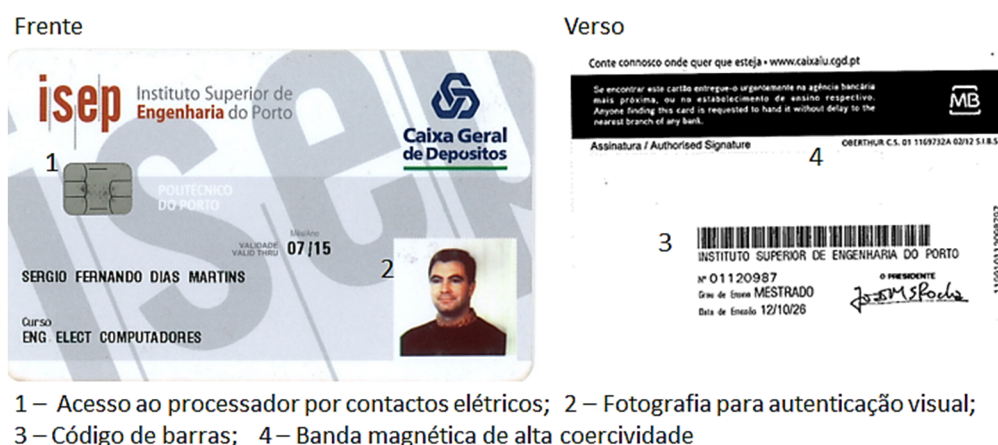 Frente
Verso
isep Instituto Superior de
Engenharia do Porto
Caixa Geral
de Depositos
1
POLITÉCNICO
DO PORTO
Mês/Ano
VALIDADE
VALID THRU 07/15
2
SERGIO FERNANDO DIAS MARTINS
Curso
ENG ELECT COMPUTADORES
Conte connosco onde quer que esteja • www.caixaiu.cgd.pt
Se encontrar este cartão entregue-o urgentemente na agência bancária
mais próxima, ou no estabelecimento de ensino respectivo.
Anyone finding this card is requested to hand it without delay to the
nearest branch of any bank.
MB
Assinatura / Authorised Signature
OBERTHUR C.S. 01 1169732A 02/12 S.I.B.S
4
3
INSTITUTO SUPERIOR DE ENGENHARIA DO PORTO
Nº 01120987
O PRESIDENTE
Grau de Ensino MESTRADO
Data de Emissão 12/10/26
1 – Acesso ao processador por contactos elétricos; 2 – Fotografia para autenticação visual;
3 – Código de barras; 4 – Banda magnética de alta coercividade